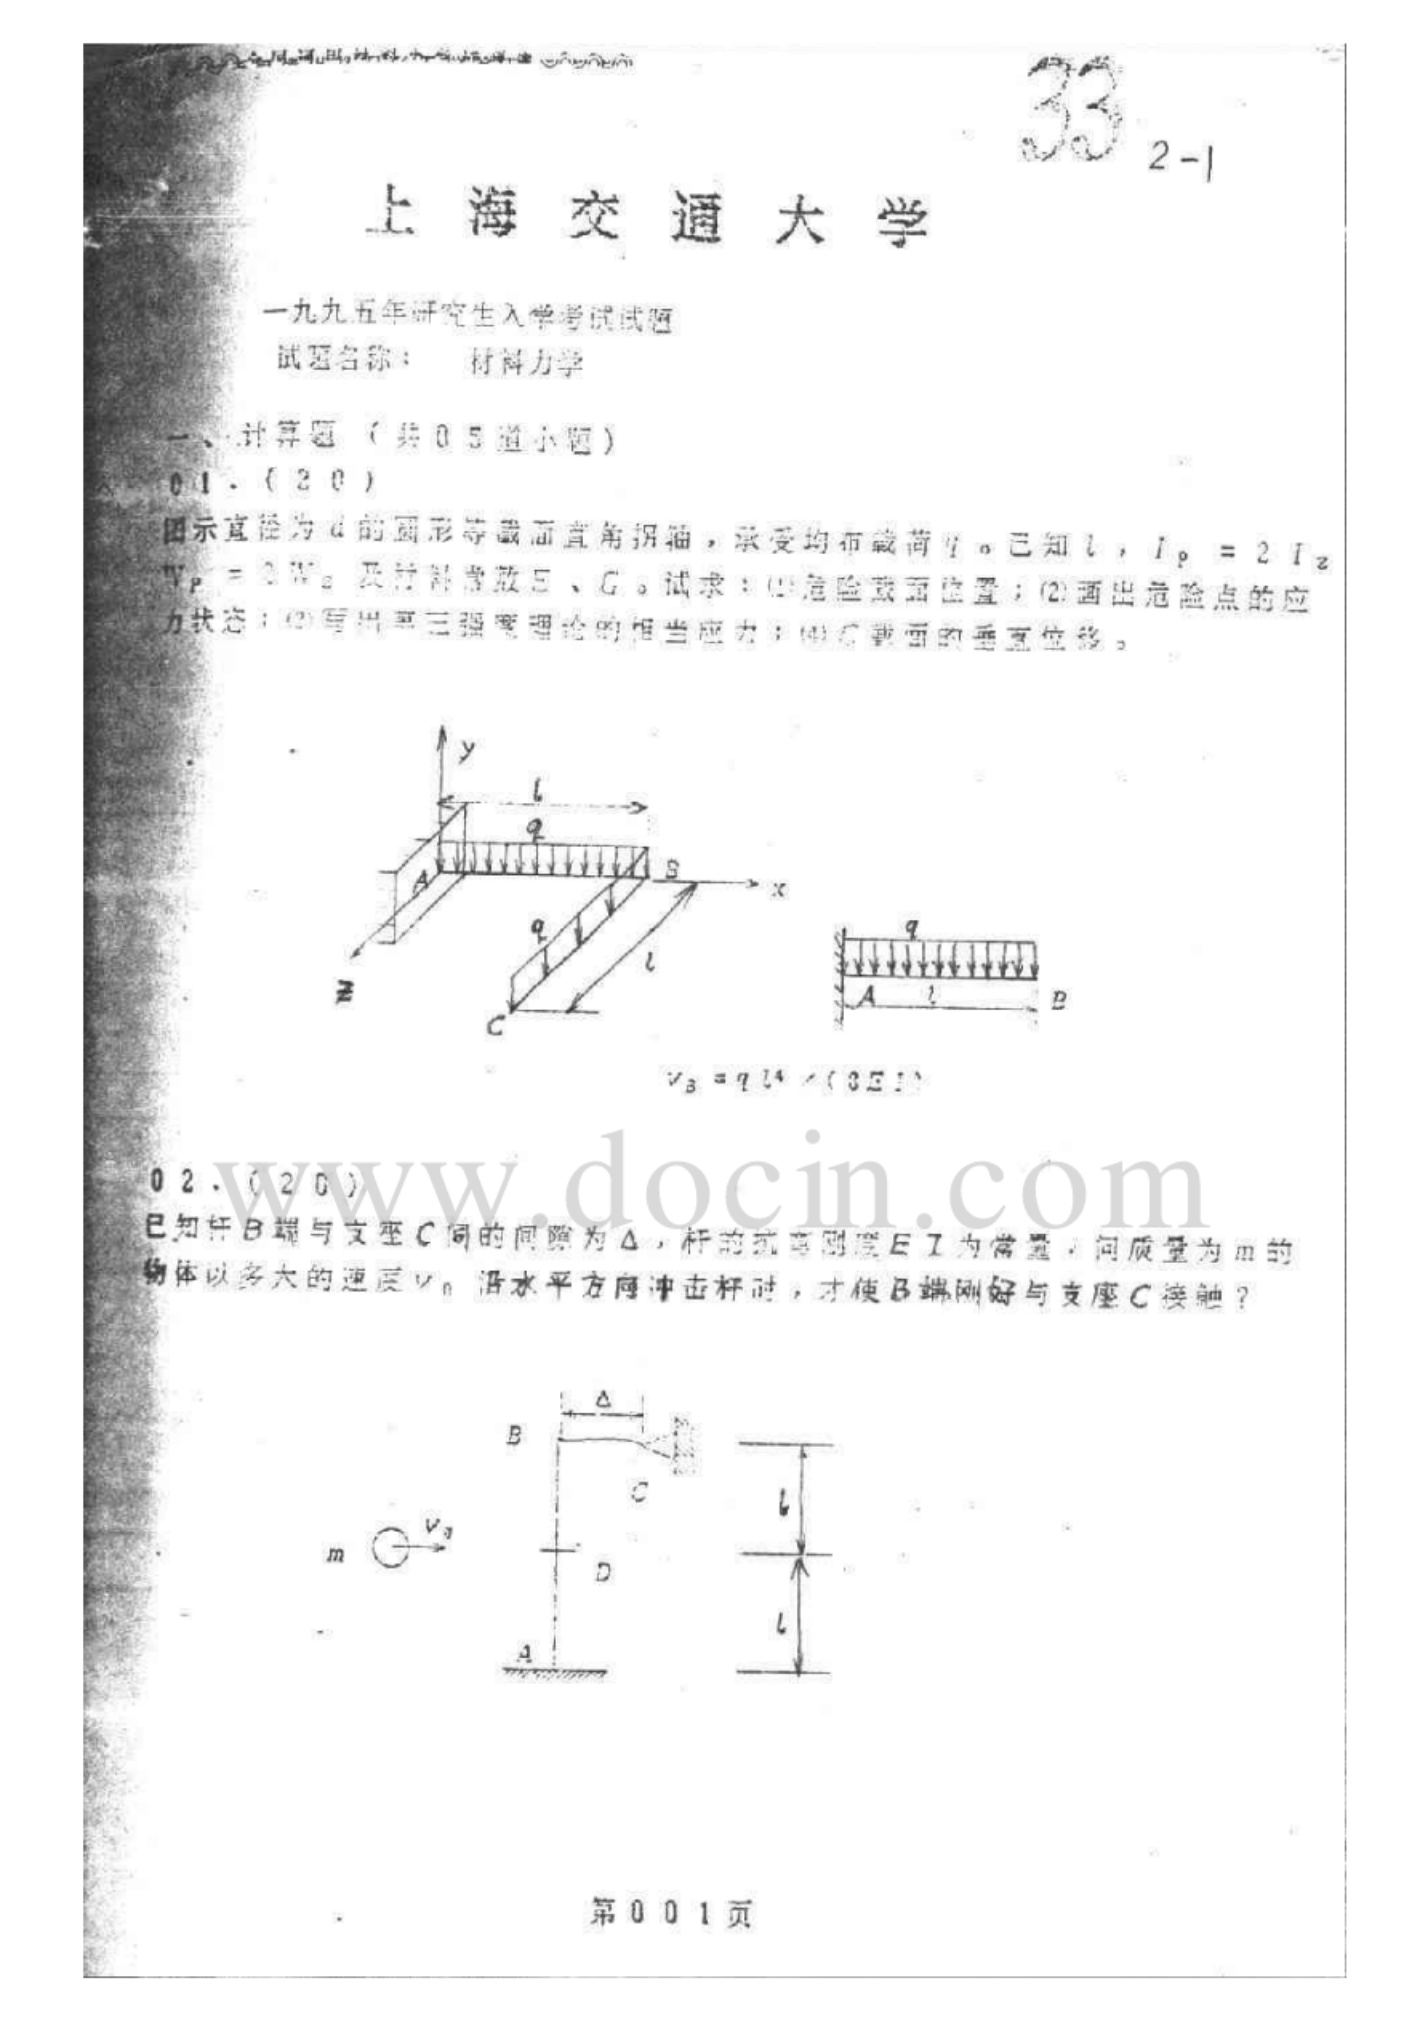 33
2-1
上海交通大学
一九九五年研究生入学考试试题
试题名称： 材料力学
一、计算题（共05道小题）
01.(20)
图示直径为d的圆形等截面直角拐轴，承受均布载荷q。已知l，I_P = 2I_z
W_P = 2W_z 及材料常数E、G。试求：(1)危险截面位置；(2)画出危险点的应
力状态；(3)写出第三强度理论的相当应力；(4)C截面的垂直位移。
y
l
q
A
B
x
q
l
Z
C
q
A
l
B
v_B = q l⁴ / (8EI)
www.docin.com
02.(20)
已知杆B端与支座C间的间隙为Δ，杆的抗弯刚度EI为常量，问质量为m的
物体以多大的速度v₀沿水平方向冲击杆时，才使B端刚好与支座C接触？
Δ
B
C
l
m
v₀
D
l
A
第001页